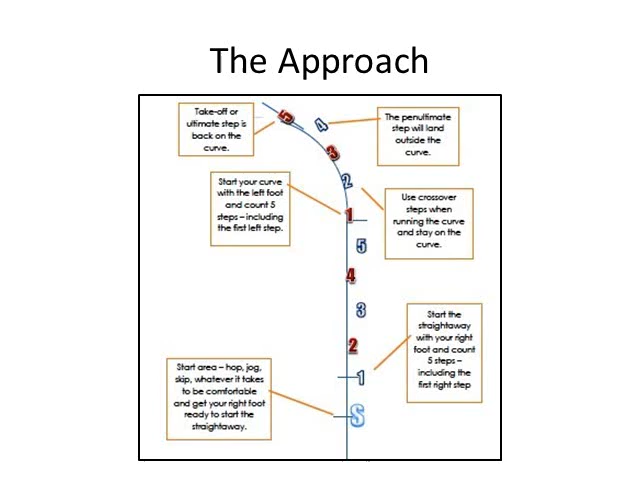 The Approach
Take-off or
ultimate step is
back on the
curve.
5
4
The penultimate
step will land
outside the
curve.
3
2
Start your curve
with the left foot
and count 5
steps – including
the first left step.
Use crossover
steps when
running the curve
and stay on the
curve.
1
5
4
3
Start the
straightaway
with your right
foot and count
5 steps –
including the
first right step
2
1
Start area – hop, jog,
skip, whatever it takes
to be comfortable
and get your right foot
ready to start the
straightaway.
S